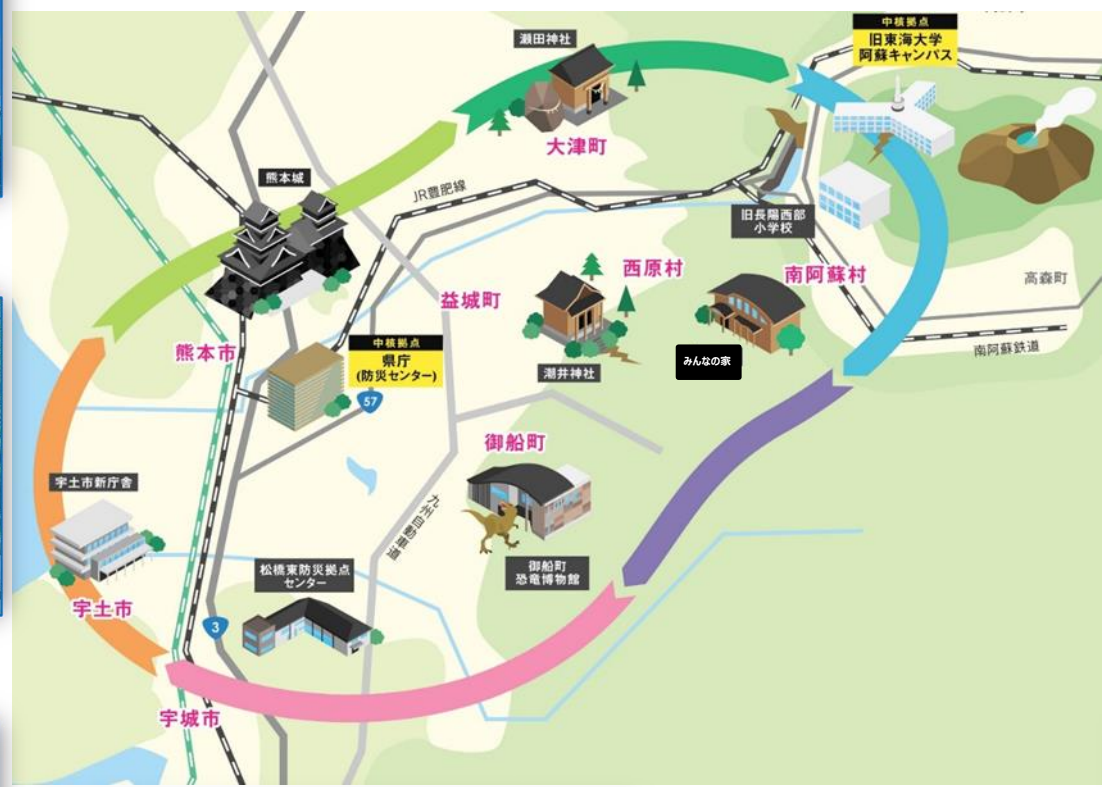 中核拠点
旧東海大学
阿蘇キャンパス
瀬田神社
大津町
熊本城
JR豊肥線
旧長陽西部
小学校
西原村
南阿蘇村
高森町
益城町
南阿蘇鉄道
熊本市
中核拠点
県庁
(防災センター)
みんなの家
潮井神社
57
御船町
宇土市新庁舎
九州自動車道
御船町
恐竜博物館
松橋東防災拠点
センター
宇土市
3
宇城市